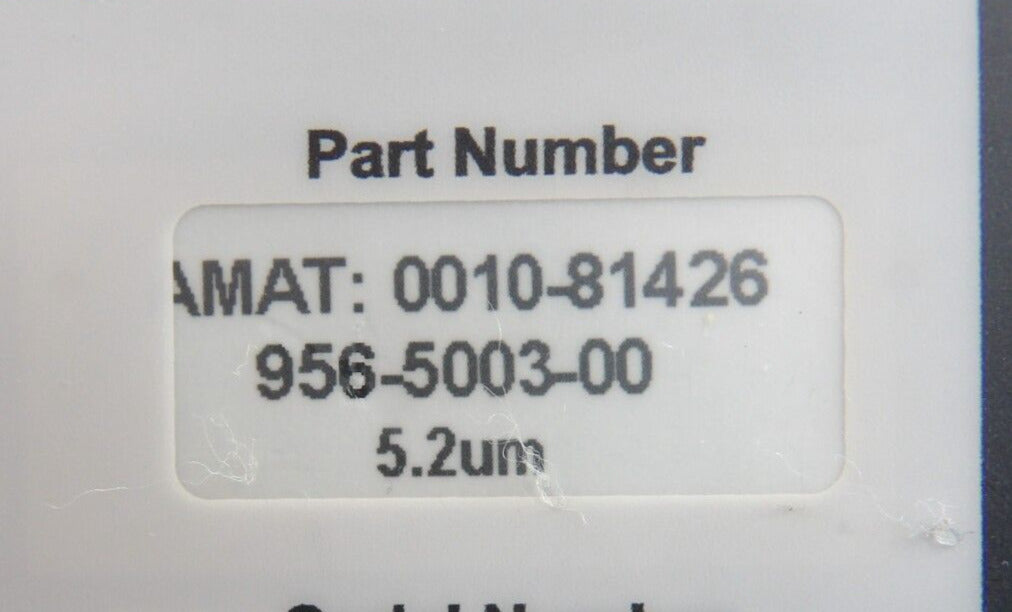 Part Number
AMAT: 0010-81426
956-5003-00
5.2um